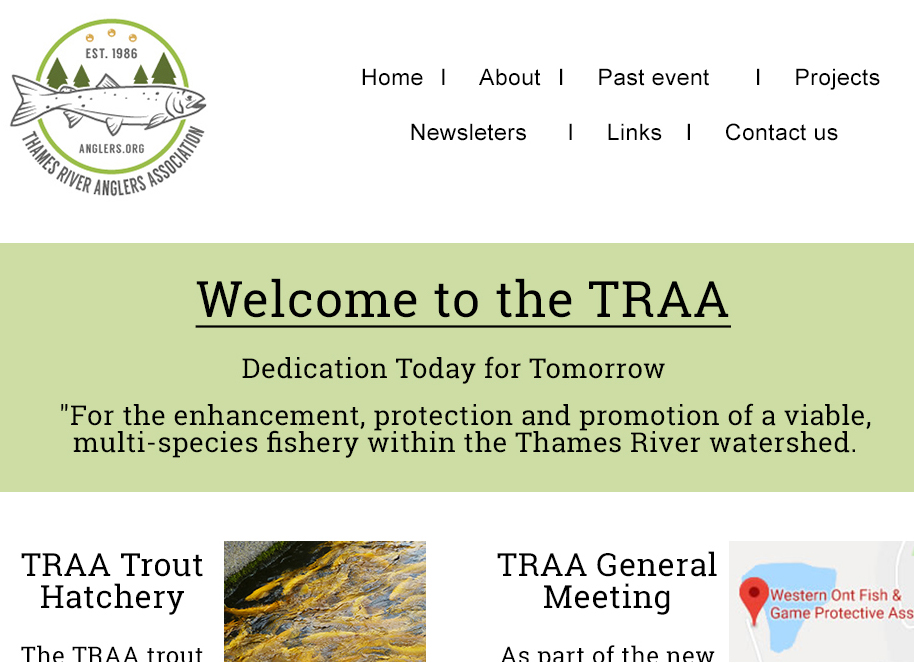 EST. 1986
ANGLERS.ORG
THAMES RIVER ANGLERS ASSOCIATION
Home | About | Past event | Projects
Newsleters | Links | Contact us
Welcome to the TRAA
Dedication Today for Tomorrow
"For the enhancement, protection and promotion of a viable,
multi-species fishery within the Thames River watershed.
TRAA Trout
Hatchery
The TRAA trout
TRAA General
Meeting
As part of the new
Western Ont Fish &
Game Protective Ass